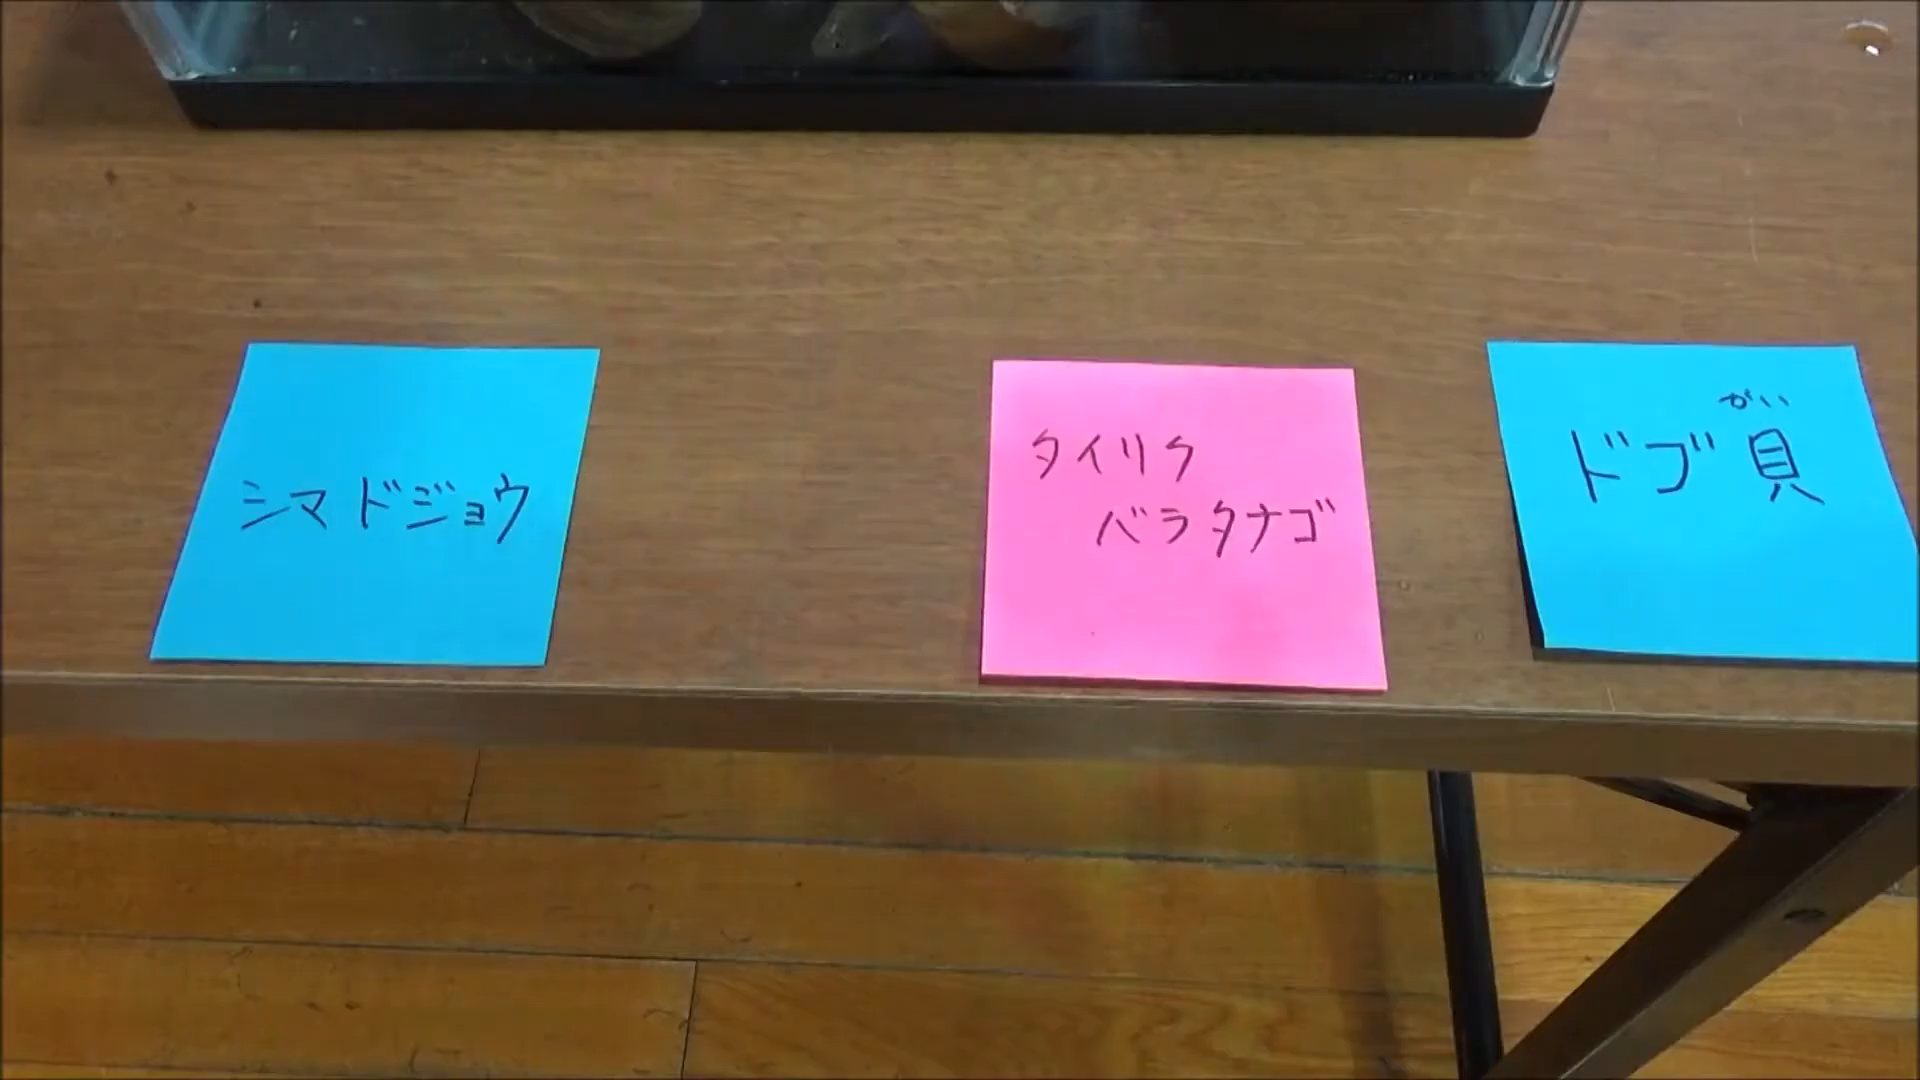 シマドジョウ
タイリク
バラタナゴ
がい
ドブ貝